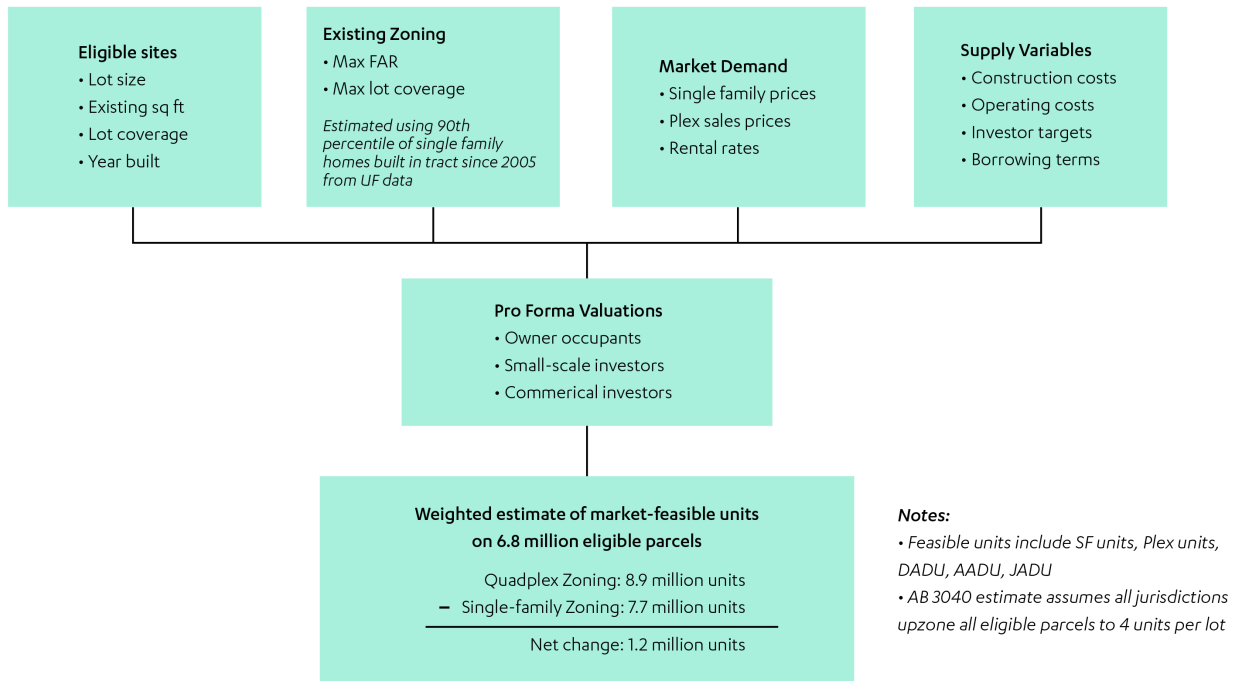 Eligible sites
• Lot size
• Existing sq ft
• Lot coverage
• Year built
Existing Zoning
• Max FAR
• Max lot coverage
Estimated using 90th
percentile of single family
homes built in tract since 2005
from UF data
Market Demand
• Single family prices
• Plex sales prices
• Rental rates
Supply Variables
• Construction costs
• Operating costs
• Investor targets
• Borrowing terms
Pro Forma Valuations
• Owner occupants
• Small-scale investors
• Commerical investors
Weighted estimate of market-feasible units
on 6.8 million eligible parcels
Quadplex Zoning: 8.9 million units
– Single-family Zoning: 7.7 million units
Net change: 1.2 million units
Notes:
• Feasible units include SF units, Plex units,
DADU, AADU, JADU
• AB 3040 estimate assumes all jurisdictions
upzone all eligible parcels to 4 units per lot